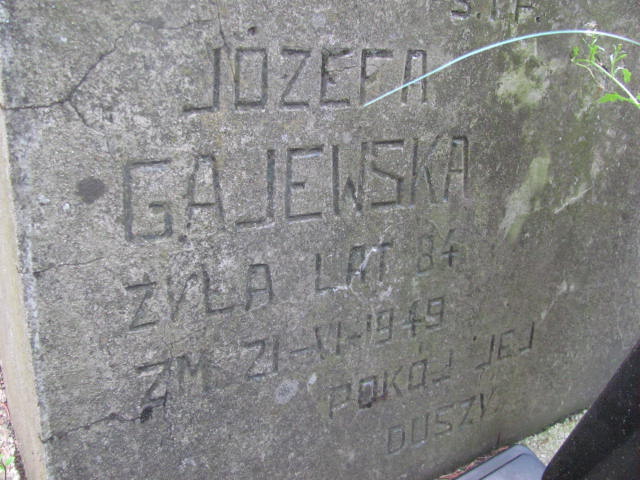 Ś.†P.
JÓZEFA
GAJEWSKA
ŻYŁA LAT 84
ZM. 21-VI-1949
POKÓJ JEJ
DUSZY.